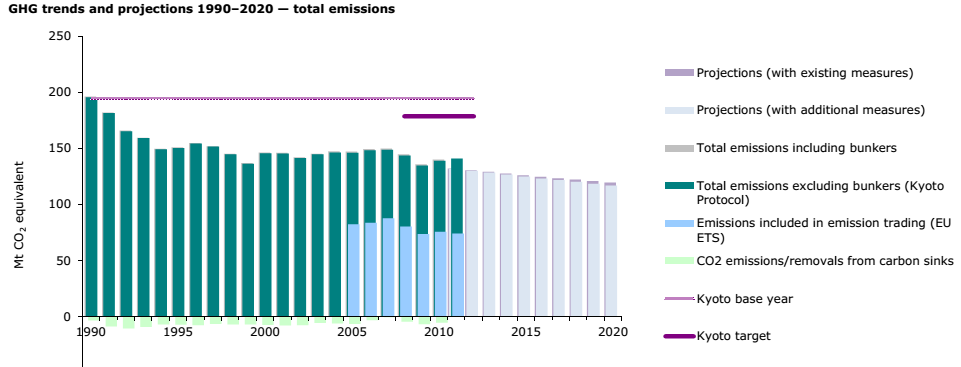 GHG trends and projections 1990–2020 — total emissions
250
200
150
100
50
0
Mt CO2 equivalent
1990
1995
2000
2005
2010
2015
2020
Projections (with existing measures)
Projections (with additional measures)
Total emissions including bunkers
Total emissions excluding bunkers (Kyoto
Protocol)
Emissions included in emission trading (EU
ETS)
CO2 emissions/removals from carbon sinks
Kyoto base year
Kyoto target